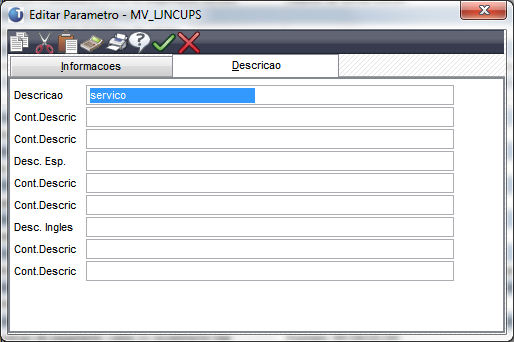 Editar Parametro - MV_LJNCUPS
Informacoes
Descricao
Descricao servico
Cont.Descric
Cont.Descric
Desc. Esp.
Cont.Descric
Cont.Descric
Desc. Ingles
Cont.Descric
Cont.Descric